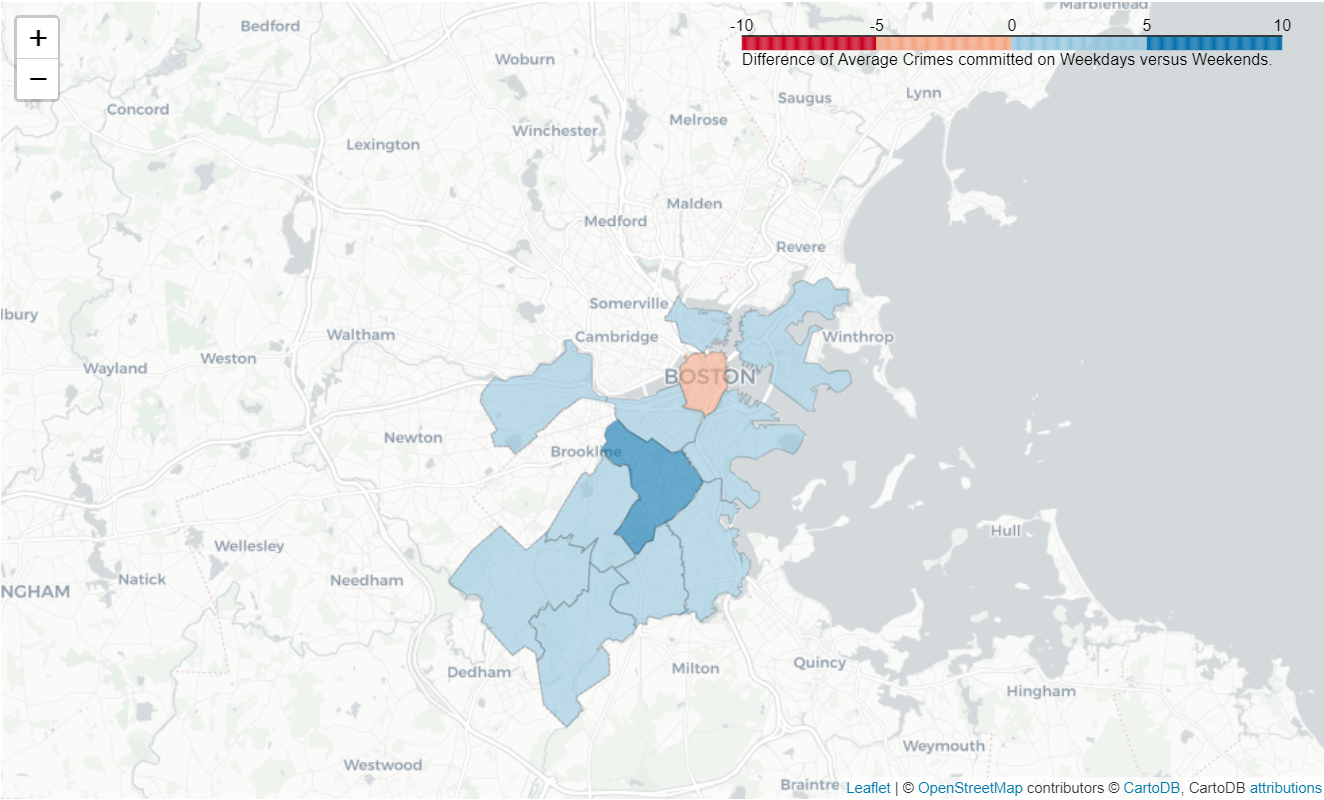 +
−
-10 -5 0 5 10
Difference of Average Crimes committed on Weekdays versus Weekends.
Marblehead
Bedford
Woburn
Saugus
Lynn
Concord
Melrose
Winchester
Lexington
Malden
Medford
Revere
Somerville
lbury
Waltham
Cambridge
Winthrop
Weston
Wayland
BOSTON
Newton
Brookline
Hull
Wellesley
Natick
Needham
NGHAM
Dedham
Milton
Quincy
Hingham
Weymouth
Westwood
Braintree
Leaflet | © OpenStreetMap contributors © CartoDB, CartoDB attributions